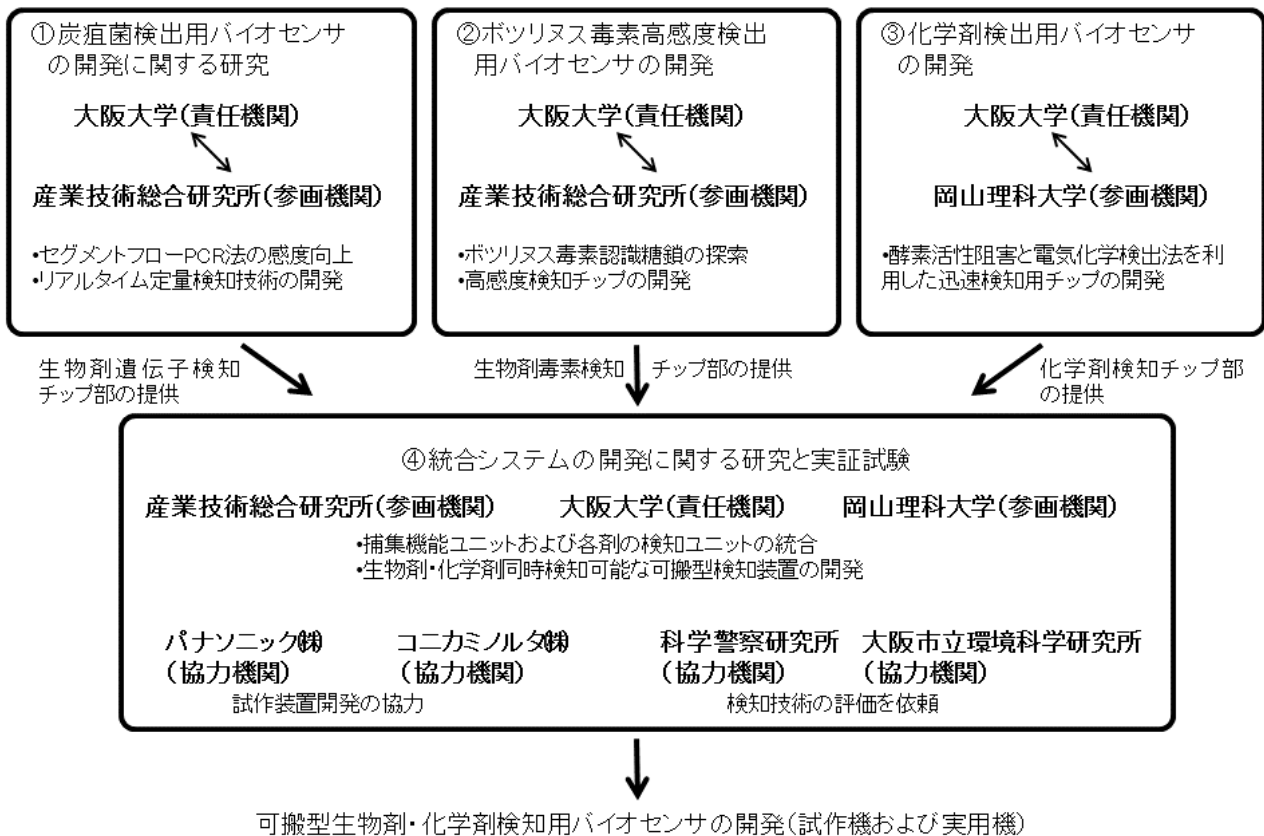 ①炭疽菌検出用バイオセンサ
の開発に関する研究
大阪大学(責任機関)
産業技術総合研究所(参画機関)
•セグメントフローPCR法の感度向上
•リアルタイム定量検知技術の開発
②ボツリヌス毒素高感度検出
用バイオセンサの開発
大阪大学(責任機関)
産業技術総合研究所(参画機関)
•ボツリヌス毒素認識糖鎖の探索
•高感度検知チップの開発
③化学剤検出用バイオセンサ
の開発
大阪大学(責任機関)
岡山理科大学(参画機関)
•酵素活性阻害と電気化学検出法を利
用した迅速検知用チップの開発
生物剤遺伝子検知
チップ部の提供
生物剤毒素検知 チップ部の提供
化学剤検知チップ部
の提供
④統合システムの開発に関する研究と実証試験
産業技術総合研究所(参画機関) 大阪大学(責任機関) 岡山理科大学(参画機関)
•捕集機能ユニットおよび各剤の検知ユニットの統合
•生物剤・化学剤同時検知可能な可搬型検知装置の開発
パナソニック㈱
(協力機関)
コニカミノルタ㈱
(協力機関)
試作装置開発の協力
科学警察研究所
(協力機関)
大阪市立環境科学研究所
(協力機関)
検知技術の評価を依頼
可搬型生物剤・化学剤検知用バイオセンサの開発(試作機および実用機)